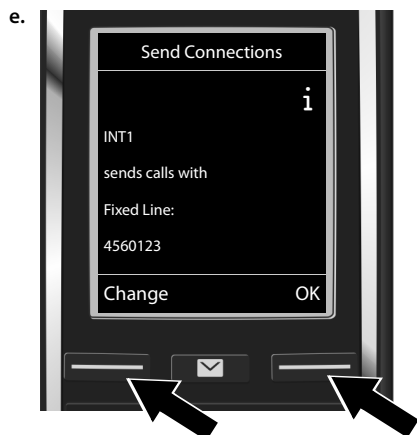 e.
Send Connections
i
INT1
sends calls with
Fixed Line:
4560123
Change OK